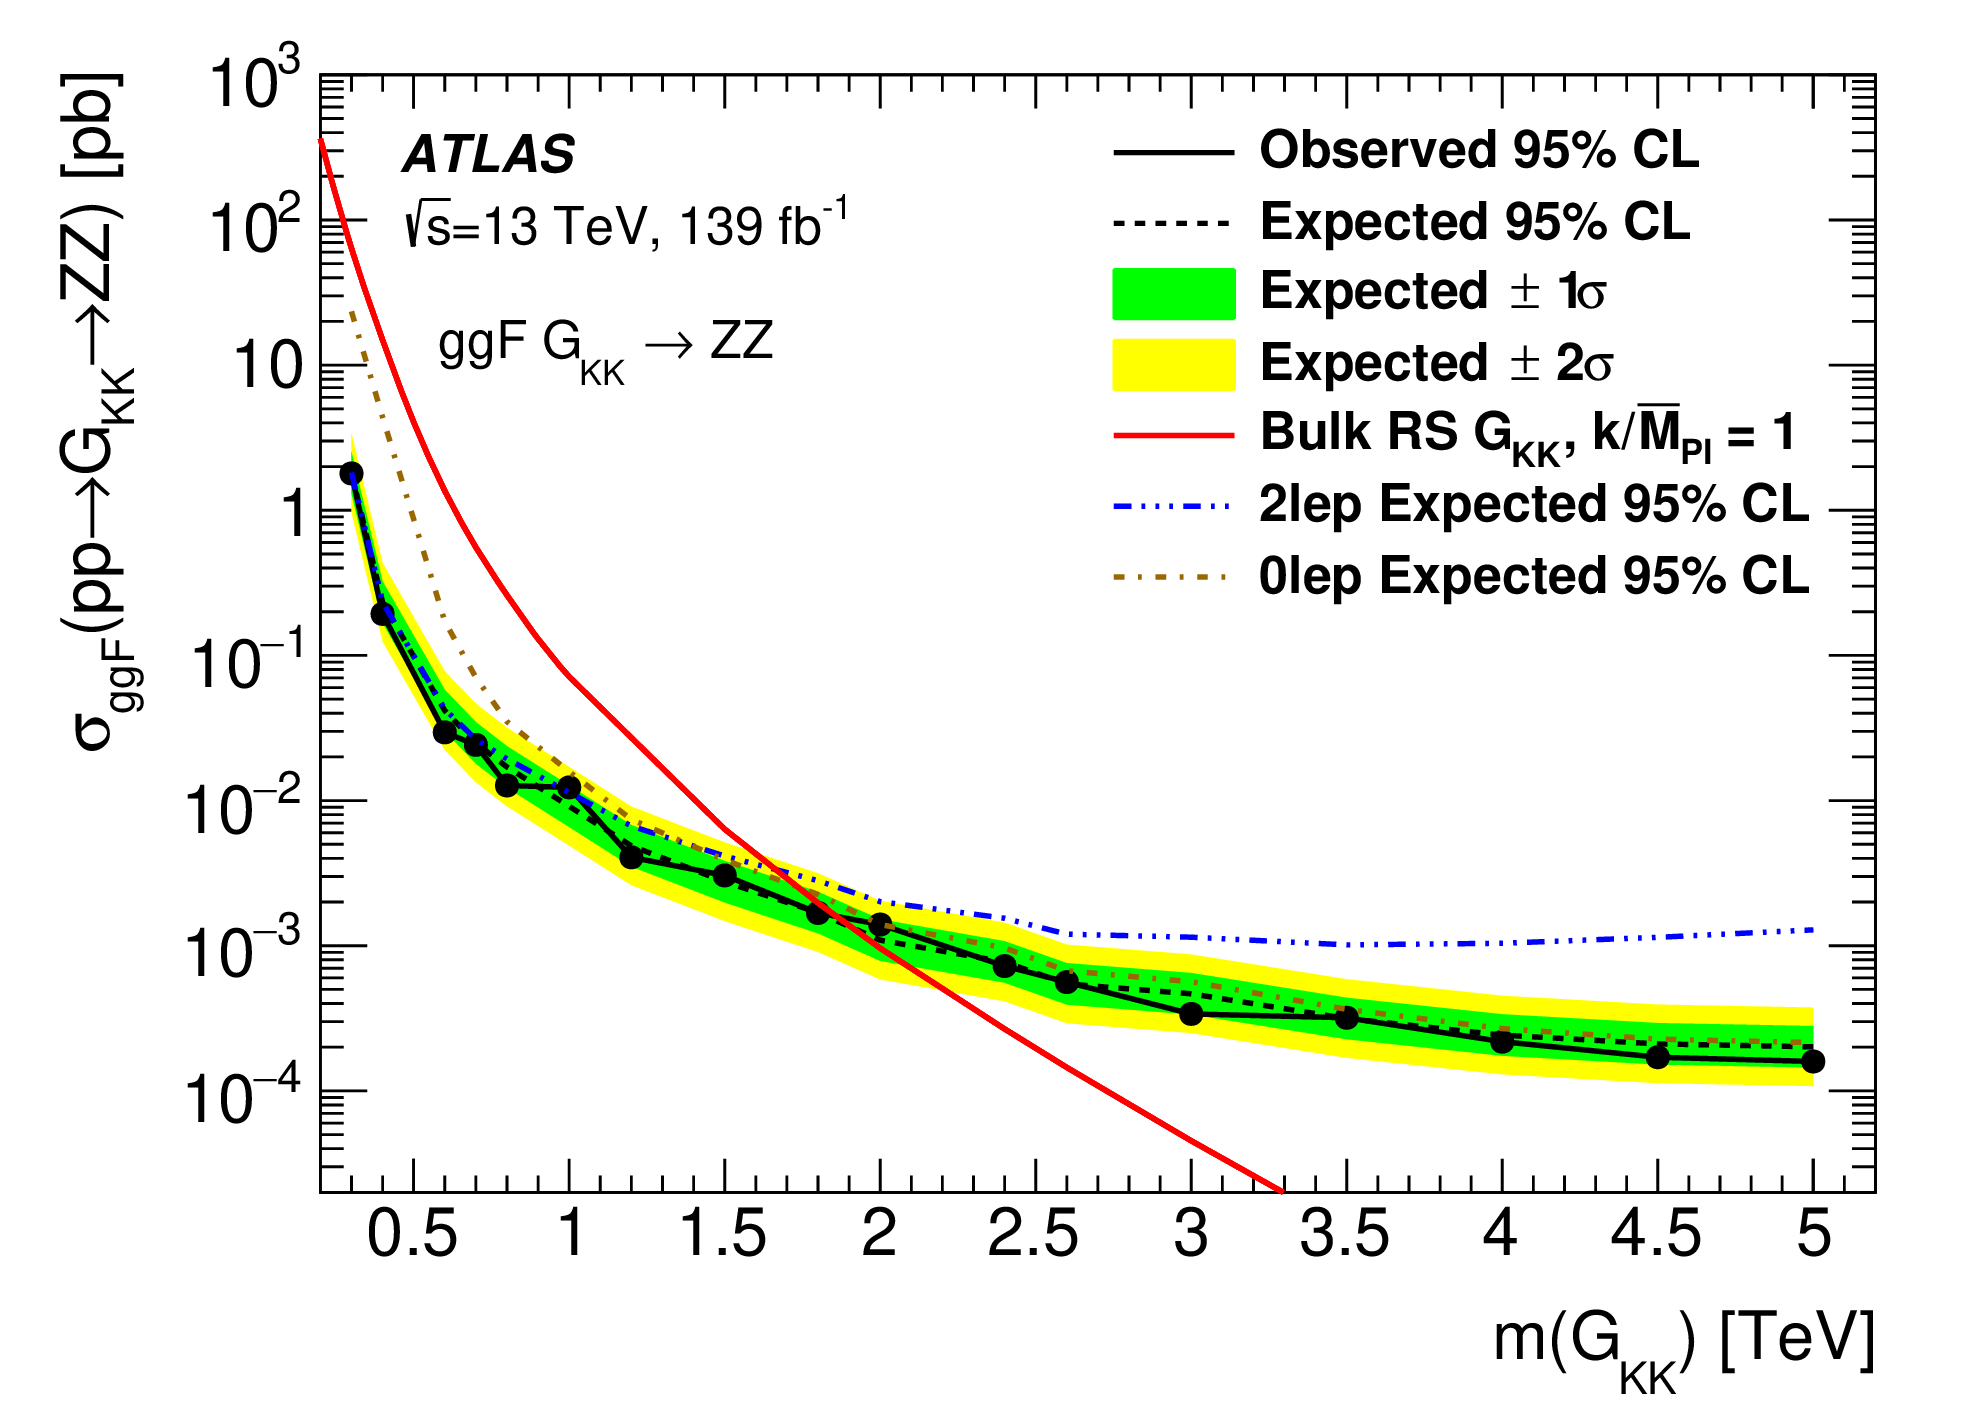 10³
10²
10
1
10⁻¹
10⁻²
10⁻³
10⁻⁴
σ_ggF(pp→G_KK→ZZ) [pb]
ATLAS
√s=13 TeV, 139 fb⁻¹
ggF G_KK → ZZ
Observed 95% CL
Expected 95% CL
Expected ± 1σ
Expected ± 2σ
Bulk RS G_KK, k/M̅_Pl = 1
2lep Expected 95% CL
0lep Expected 95% CL
0.5 1 1.5 2 2.5 3 3.5 4 4.5 5
m(G_KK) [TeV]